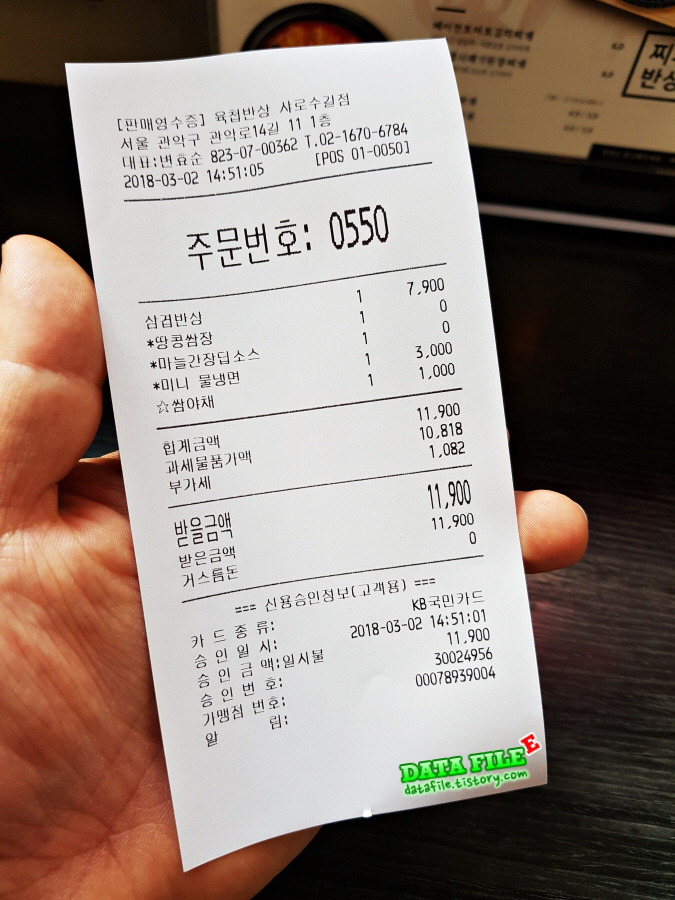 [판매영수증] 육첩반상 샤로수길점
서울 관악구 관악로14길 11 1층
대표:변효순 823-07-00362 T.02-1670-6784
2018-03-02 14:51:05 [POS 01-0050]
주문번호: 0550
삼겹반상 1 7,900
*땅콩쌈장 1 0
*마늘간장딥소스 1 0
*미니 물냉면 1 3,000
☆쌈야채 1 1,000
합계금액 11,900
과세물품가액 10,818
부가세 1,082
받을금액 11,900
받은금액 11,900
거스름돈 0
=== 신용승인정보(고객용) ===
카 드 종 류: KB국민카드
승 인 일 시: 2018-03-02 14:51:01
승 인 금 액:일시불 11,900
승 인 번 호: 30024956
가맹점 번호: 00078939004
알 림:
DATA FILE E
datafile.tistory.com
찌
반상